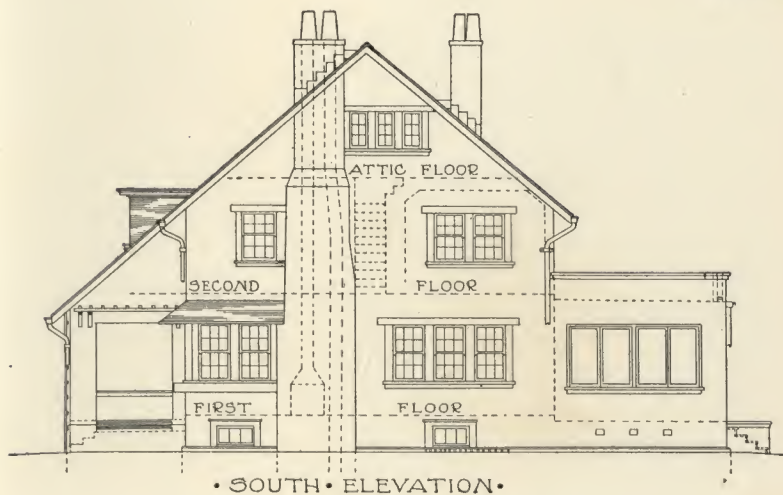 ATTIC FLOOR
SECOND FLOOR
FIRST FLOOR
• SOUTH • ELEVATION •